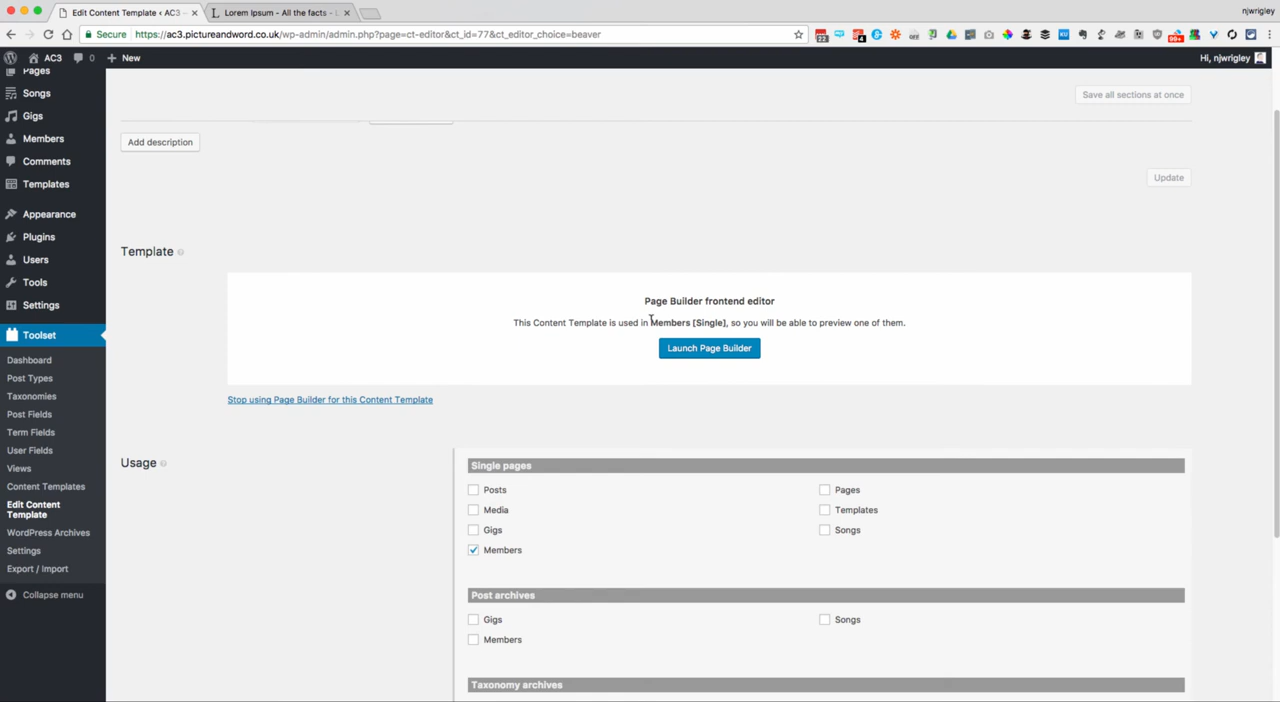 njwrigley
Edit Content Template ‹ AC3 –
Lorem Ipsum - All the facts -
Secure
https://ac3.pictureandword.co.uk/wp-admin/admin.php?page=ct-editor&ct_id=77&ct_editor_choice=beaver
22
4
OFF
KU
99+
AC3
0
New
Hi, njwrigley
Pages
Songs
Gigs
Members
Comments
Templates
Appearance
Plugins
Users
Tools
Settings
Toolset
Dashboard
Post Types
Taxonomies
Post Fields
Term Fields
User Fields
Views
Content Templates
Edit Content
Template
WordPress Archives
Settings
Export / Import
Collapse menu
Save all sections at once
Add description
Update
Template
Page Builder frontend editor
This Content Template is used in Members [Single], so you will be able to preview one of them.
Launch Page Builder
Stop using Page Builder for this Content Template
Usage
Single pages
Posts
Pages
Media
Templates
Gigs
Songs
Members
Post archives
Gigs
Songs
Members
Taxonomy archives